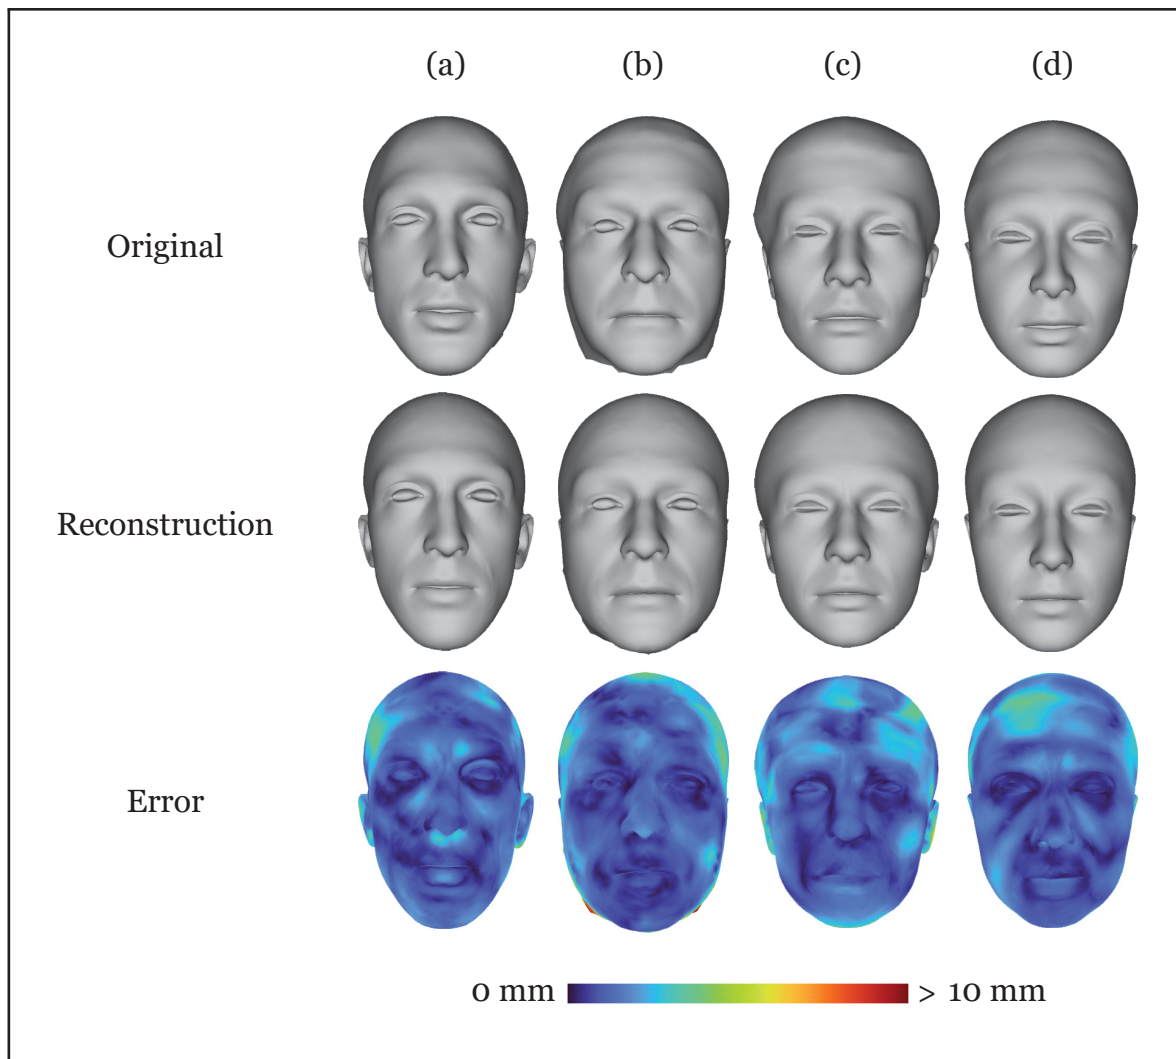 (a) (b) (c) (d)
Original
Reconstruction
Error
0 mm > 10 mm